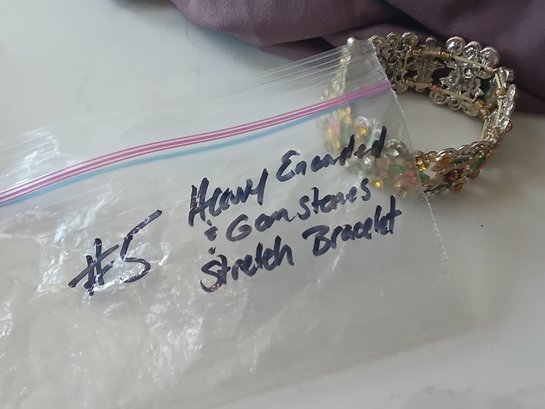 #5
Heavy Enameled
& Gemstones
Stretch Bracelet